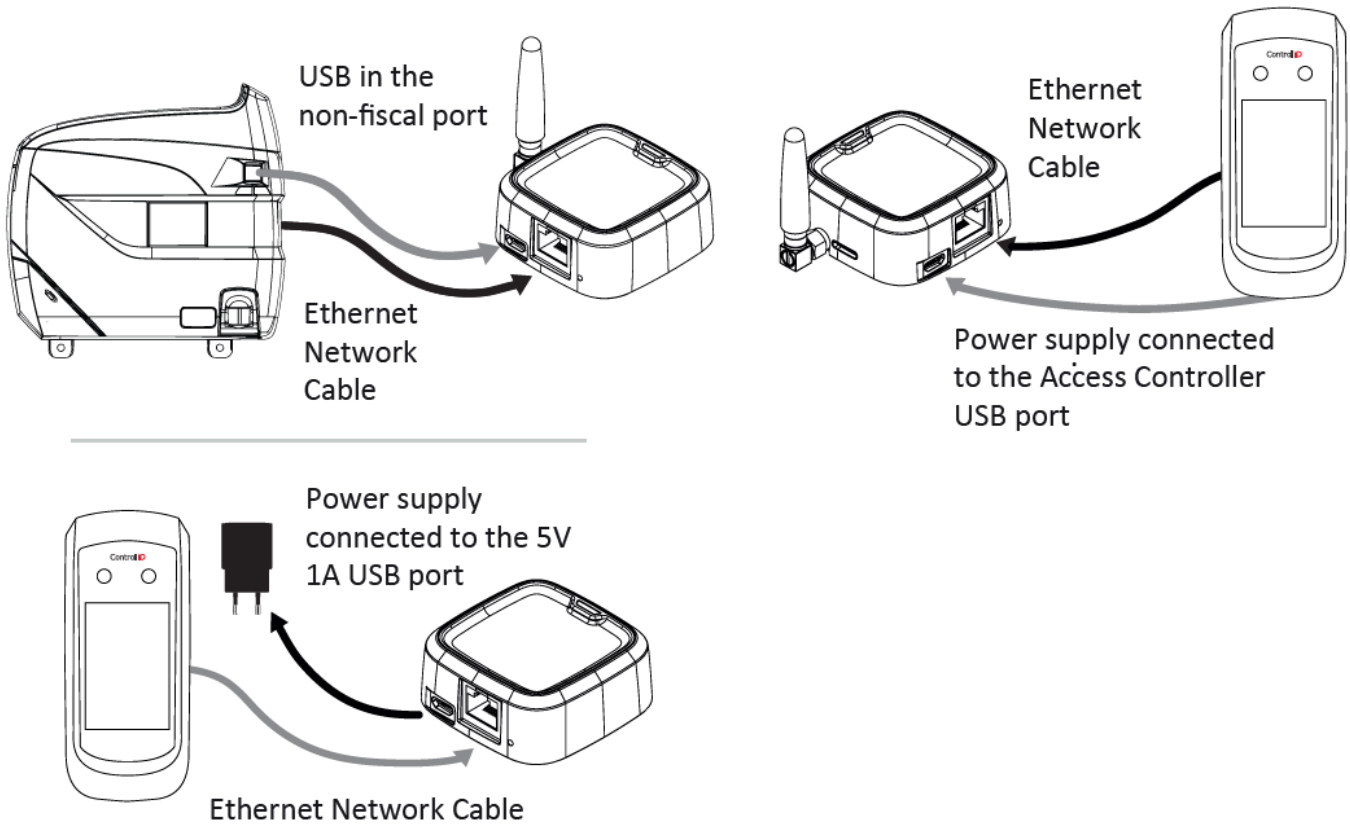 USB in the
non-fiscal port
Ethernet
Network
Cable
Control iD
Ethernet
Network
Cable
Power supply connected
to the Access Controller
USB port
Control iD
Power supply
connected to the 5V
1A USB port
Ethernet Network Cable